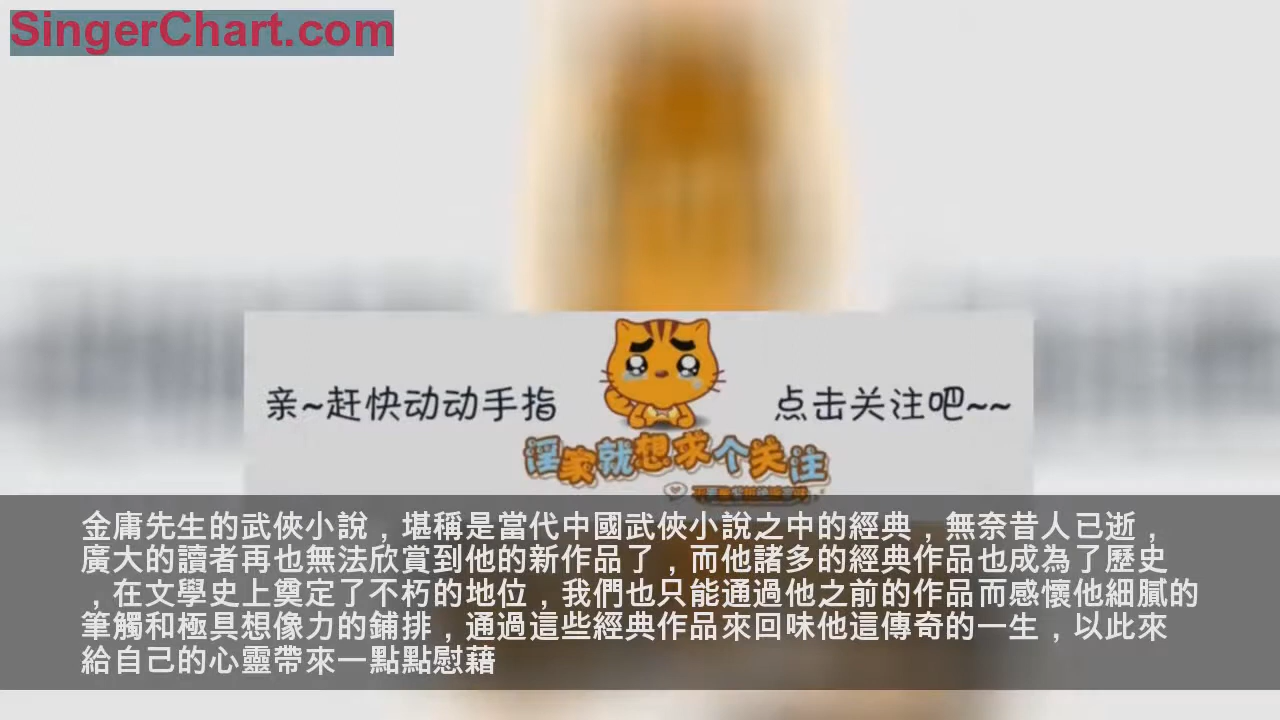 SingerChart.com
亲~赶快动动手指
点击关注吧~~
淫家就想求个关注
金庸先生的武俠小說，堪稱是當代中國武俠小說之中的經典，無奈昔人已逝，
廣大的讀者再也無法欣賞到他的新作品了，而他諸多的經典作品也成為了歷史
，在文學史上奠定了不朽的地位，我們也只能通過他之前的作品而感懷他細膩的
筆觸和極具想像力的鋪排，通過這些經典作品來回味他這傳奇的一生，以此來
給自己的心靈帶來一點點慰藉